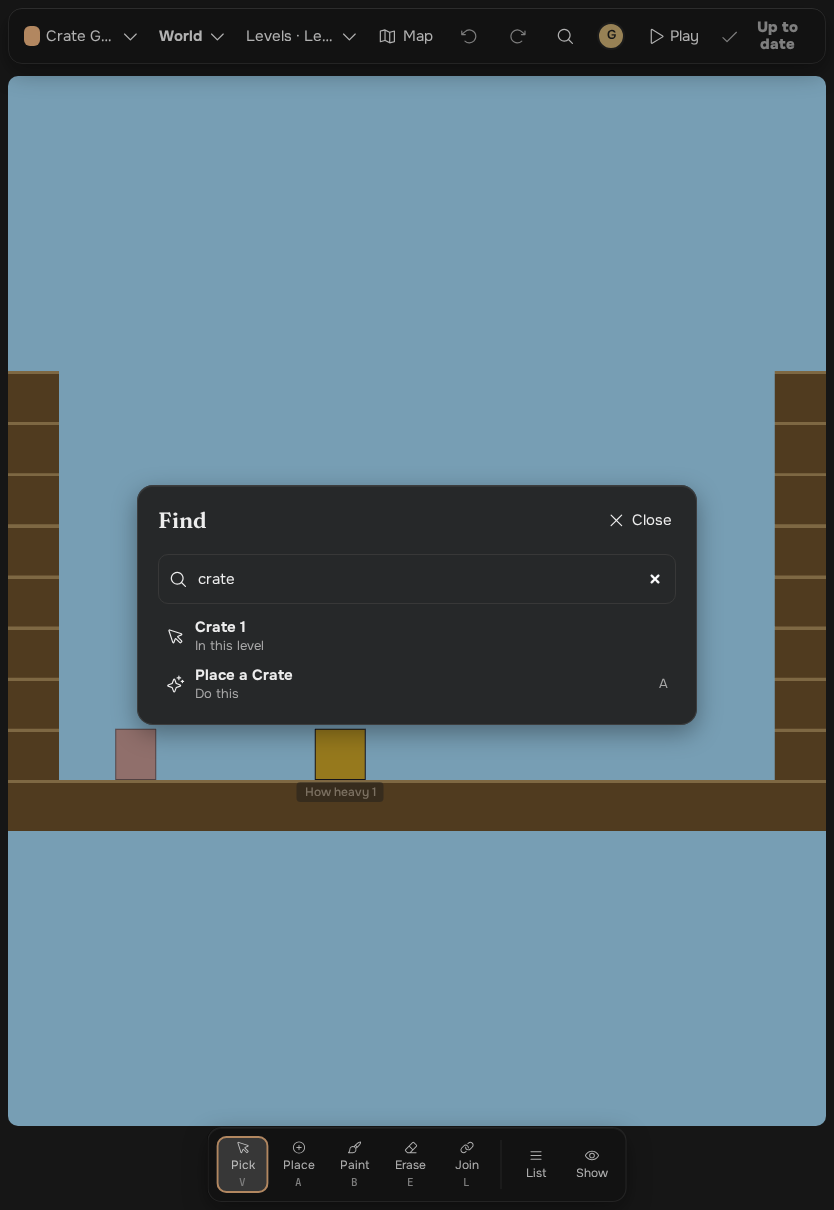 Crate G...
World
Levels · Le...
Map
G
Play
Up to
date
Find
Close
crate
Crate 1
In this level
Place a Crate
Do this
A
How heavy 1
Pick
V
Place
A
Paint
B
Erase
E
Join
L
List
Show